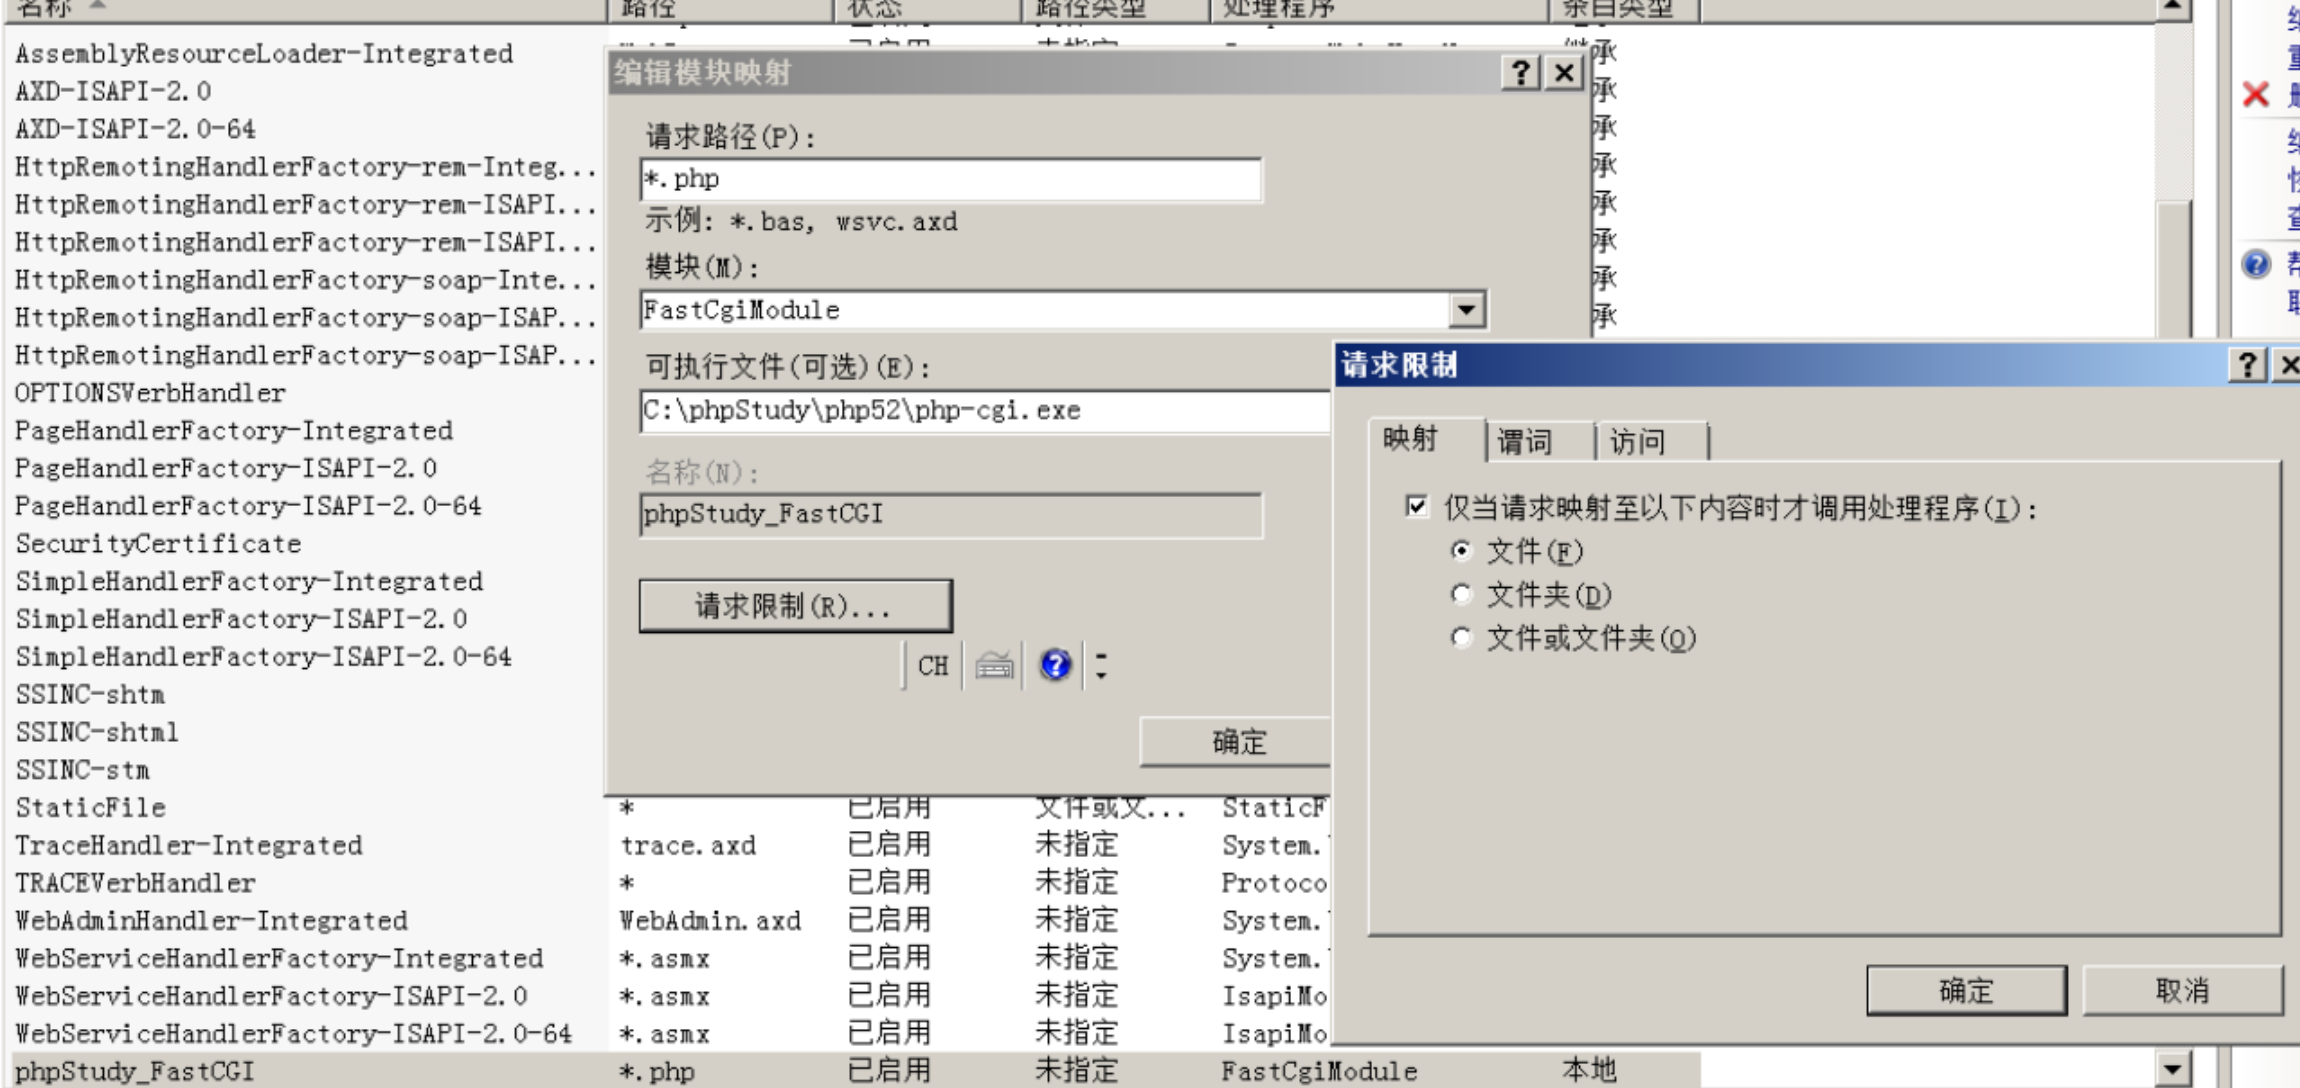 名称 路径 状态 路径类型 处理程序 条目类型
AssemblyResourceLoader-Integrated
AXD-ISAPI-2.0
AXD-ISAPI-2.0-64
HttpRemotingHandlerFactory-rem-Integ...
HttpRemotingHandlerFactory-rem-ISAPI...
HttpRemotingHandlerFactory-rem-ISAPI...
HttpRemotingHandlerFactory-soap-Inte...
HttpRemotingHandlerFactory-soap-ISAP...
HttpRemotingHandlerFactory-soap-ISAP...
OPTIONSVerbHandler
PageHandlerFactory-Integrated
PageHandlerFactory-ISAPI-2.0
PageHandlerFactory-ISAPI-2.0-64
SecurityCertificate
SimpleHandlerFactory-Integrated
SimpleHandlerFactory-ISAPI-2.0
SimpleHandlerFactory-ISAPI-2.0-64
SSINC-shtm
SSINC-shtml
SSINC-stm
StaticFile * 已启用 文件或文... StaticF
TraceHandler-Integrated trace.axd 已启用 未指定 System.
TRACEVerbHandler * 已启用 未指定 Protoco
WebAdminHandler-Integrated WebAdmin.axd 已启用 未指定 System.
WebServiceHandlerFactory-Integrated *.asmx 已启用 未指定 System.
WebServiceHandlerFactory-ISAPI-2.0 *.asmx 已启用 未指定 IsapiMo
WebServiceHandlerFactory-ISAPI-2.0-64 *.asmx 已启用 未指定 IsapiMo
phpStudy_FastCGI *.php 已启用 未指定 FastCgiModule 本地
编辑模块映射
请求路径(P):
*.php
示例: *.bas, wsvc.axd
模块(M):
FastCgiModule
可执行文件(可选)(E):
C:\phpStudy\php52\php-cgi.exe
名称(N):
phpStudy_FastCGI
请求限制(R)...
CH
确定
承
承
承
承
承
承
承
承
请求限制
映射 谓词 访问
仅当请求映射至以下内容时才调用处理程序(I):
文件(F)
文件夹(D)
文件或文件夹(O)
确定 取消